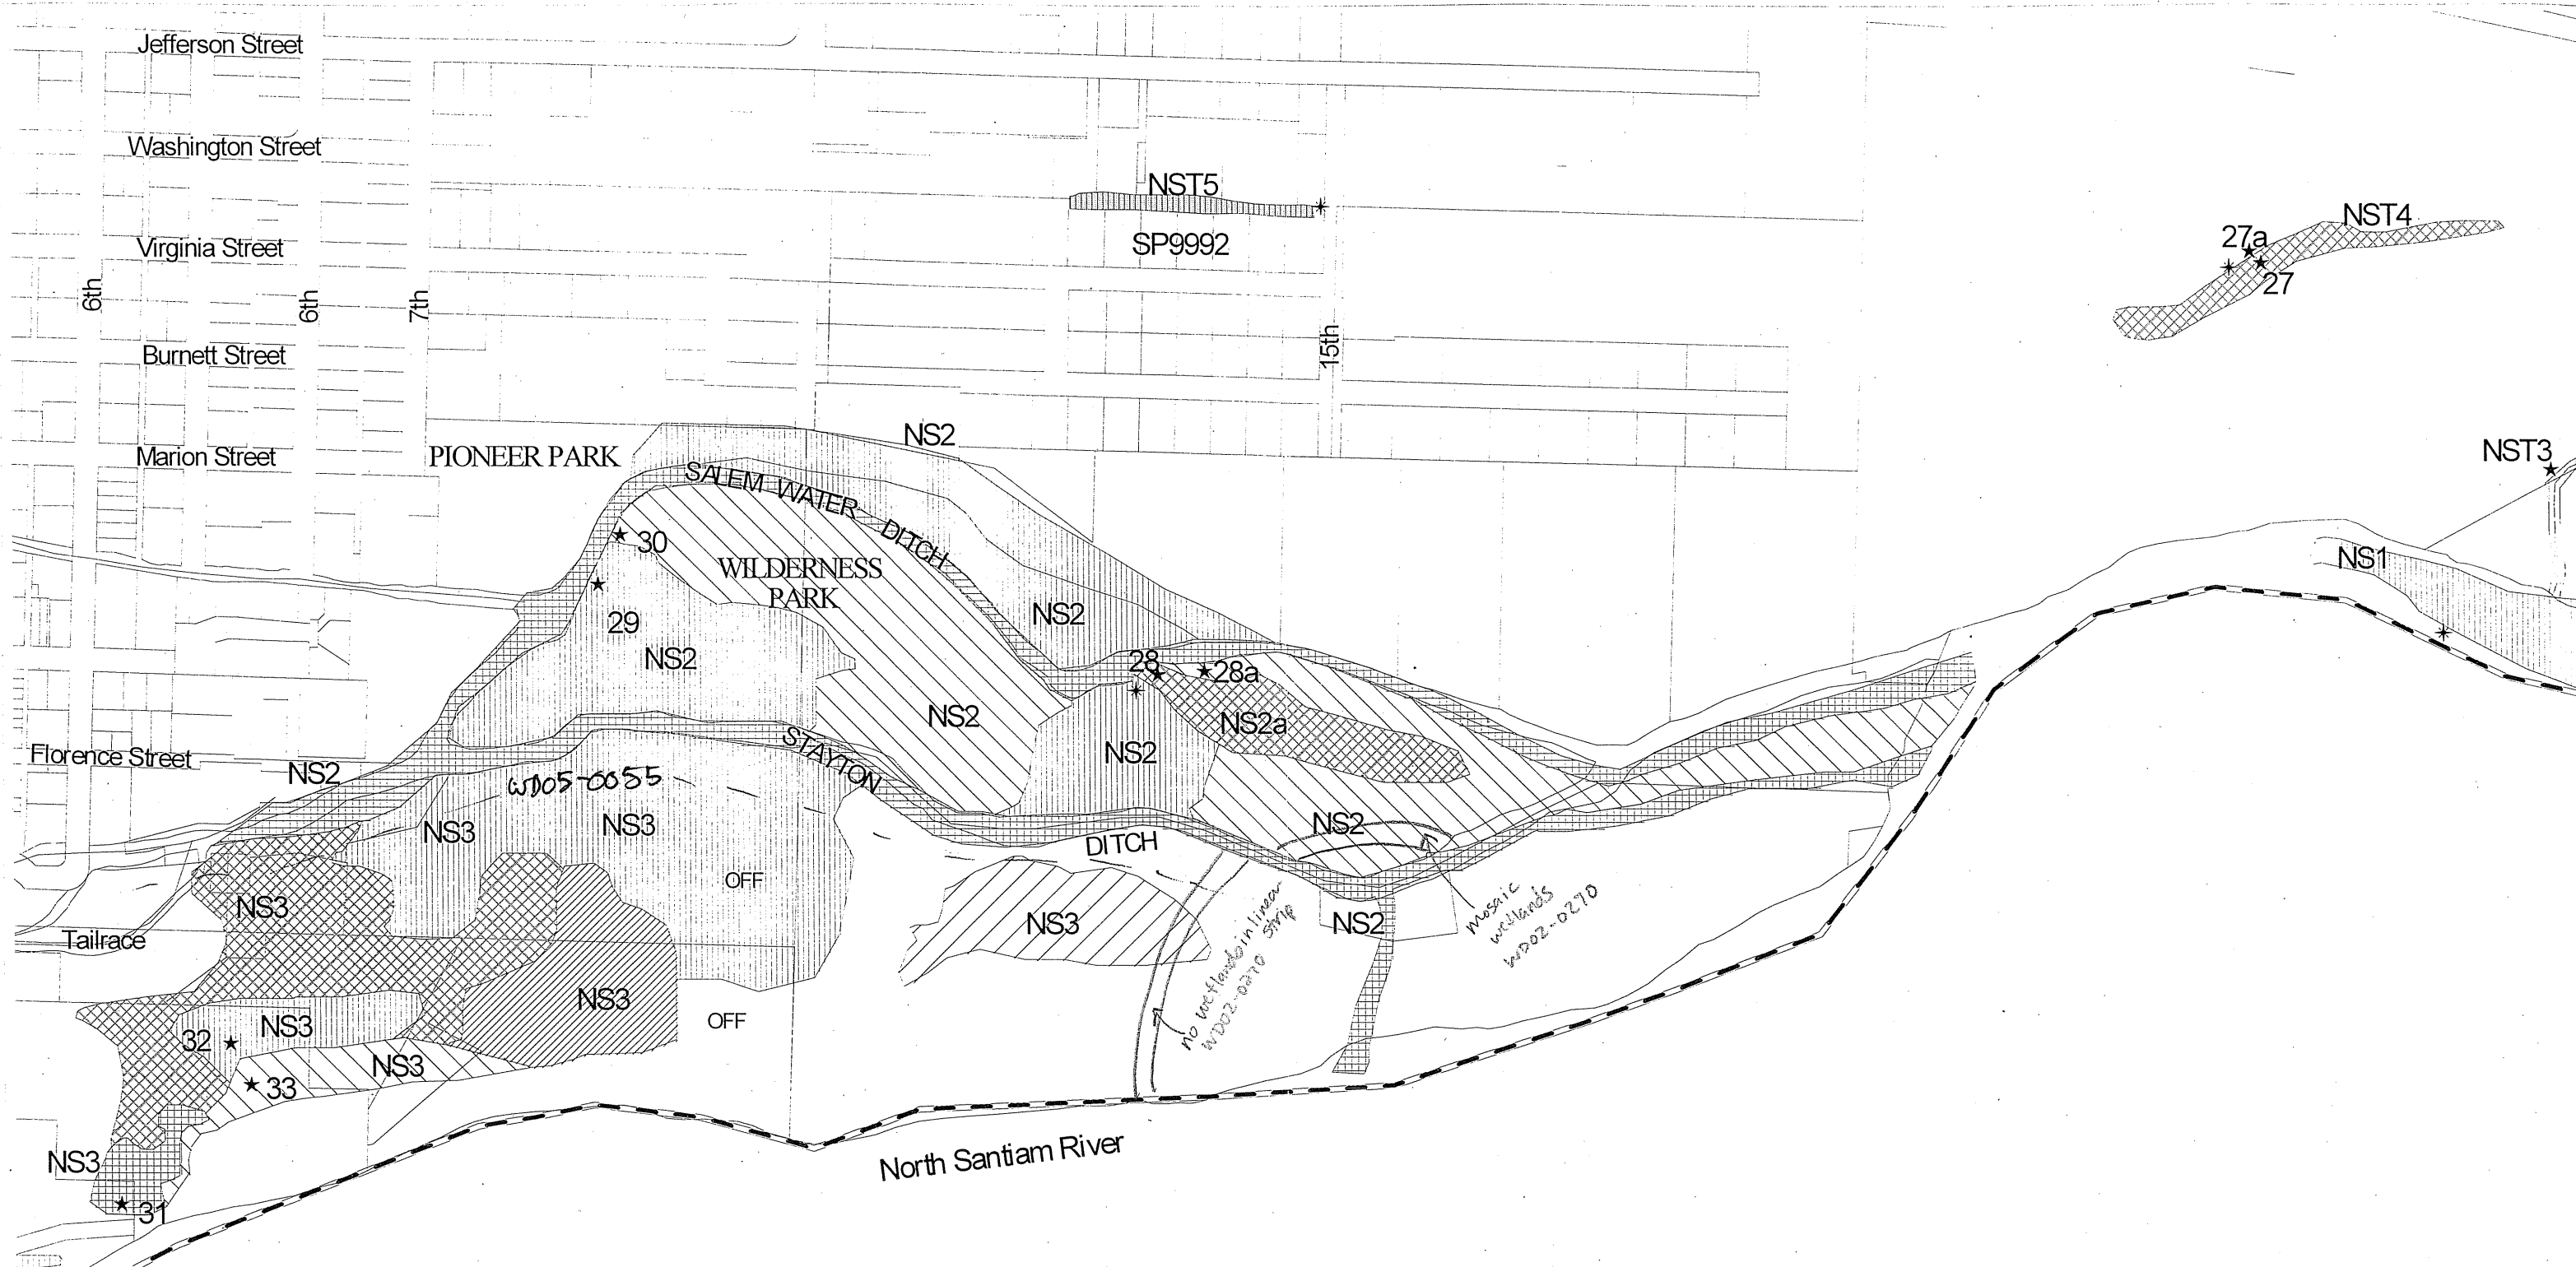 Jefferson Street
Washington Street
NST5
NST4
Virginia Street
SP9992
27a
27
6th
6th
7th
15th
Burnett Street
NS2
Marion Street
PIONEER PARK
NST3
SALEM WATER DITCH
30
WILDERNESS
PARK
NS1
29
NS2
NS2
28
28a
NS2
NS2a
NS2
STAYTON
Florence Street
NS2
WD05-0055
NS3
NS3
NS2
DITCH
OFF
NS3
NS3
NS2
mosaic
wetlands
WD02-0270
no wetlands in linear
strip
WD02-0270
Tailrace
NS3
OFF
32
NS3
NS3
33
North Santiam River
NS3
31